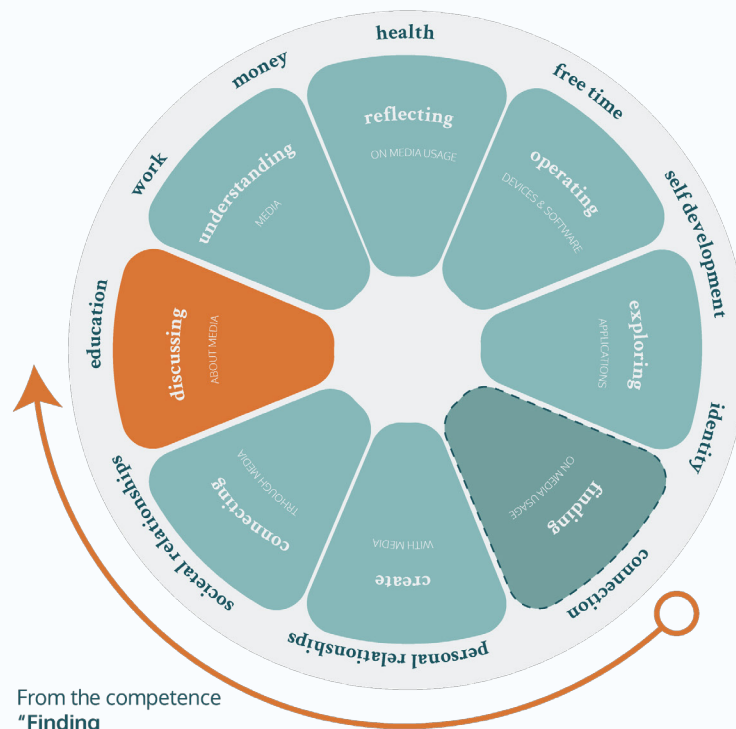 health
free time
self development
identity
connection
personal relationships
societal relationships
education
work
money
reflecting
ON MEDIA USAGE
operating
DEVICES & SOFTWARE
exploring
APPLICATIONS
finding
ON MEDIA USAGE
create
WITH MEDIA
connecting
TRHOUGH MEDIA
discussing
ABOUT MEDIA
understanding
MEDIA
From the competence
“Finding